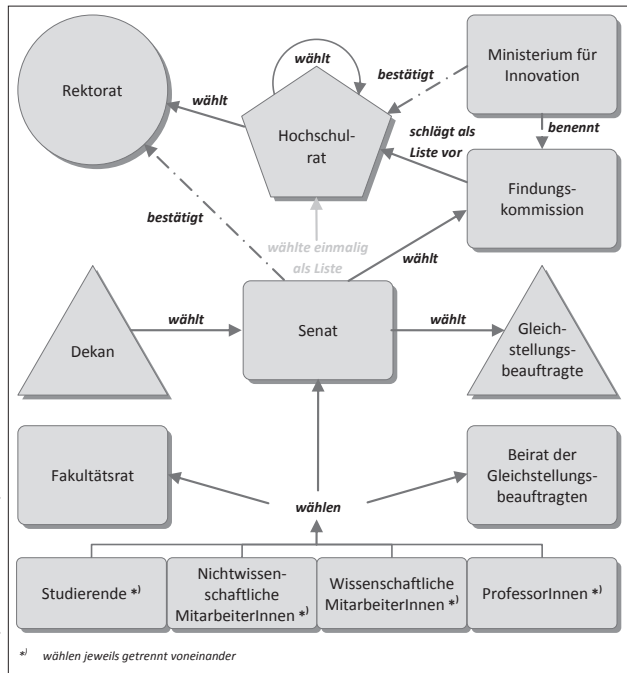 wählt
Ministerium für
Innovation
Rektorat
bestätigt
wählt
Hochschul-
rat
schlägt als
Liste vor
benennt
Findungs-
kommission
bestätigt
wählte einmalig
als Liste
wählt
Dekan
wählt
Senat
wählt
Gleich-
stellungs-
beauftragte
Fakultätsrat
Beirat der
Gleichstellungs-
beauftragten
wählen
Studierende *)
Nichtwissen-
schaftliche
MitarbeiterInnen *)
Wissenschaftliche
MitarbeiterInnen *)
ProfessorInnen *)
*) wählen jeweils getrennt voneinander